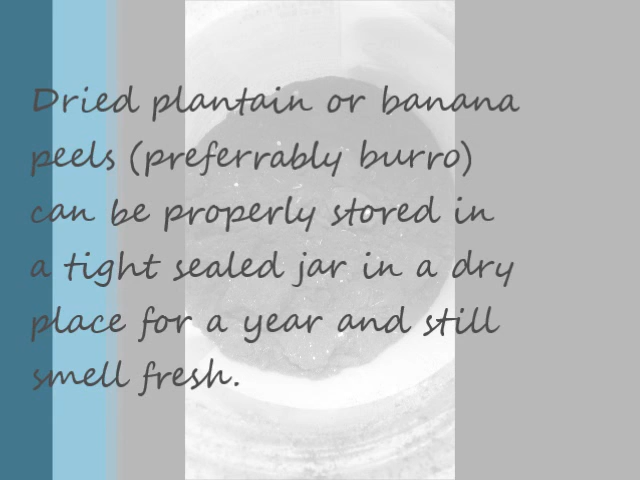 Dried plantain or banana
peels (preferrably burro)
can be properly stored in
a tight sealed jar in a dry
place for a year and still
smell fresh.